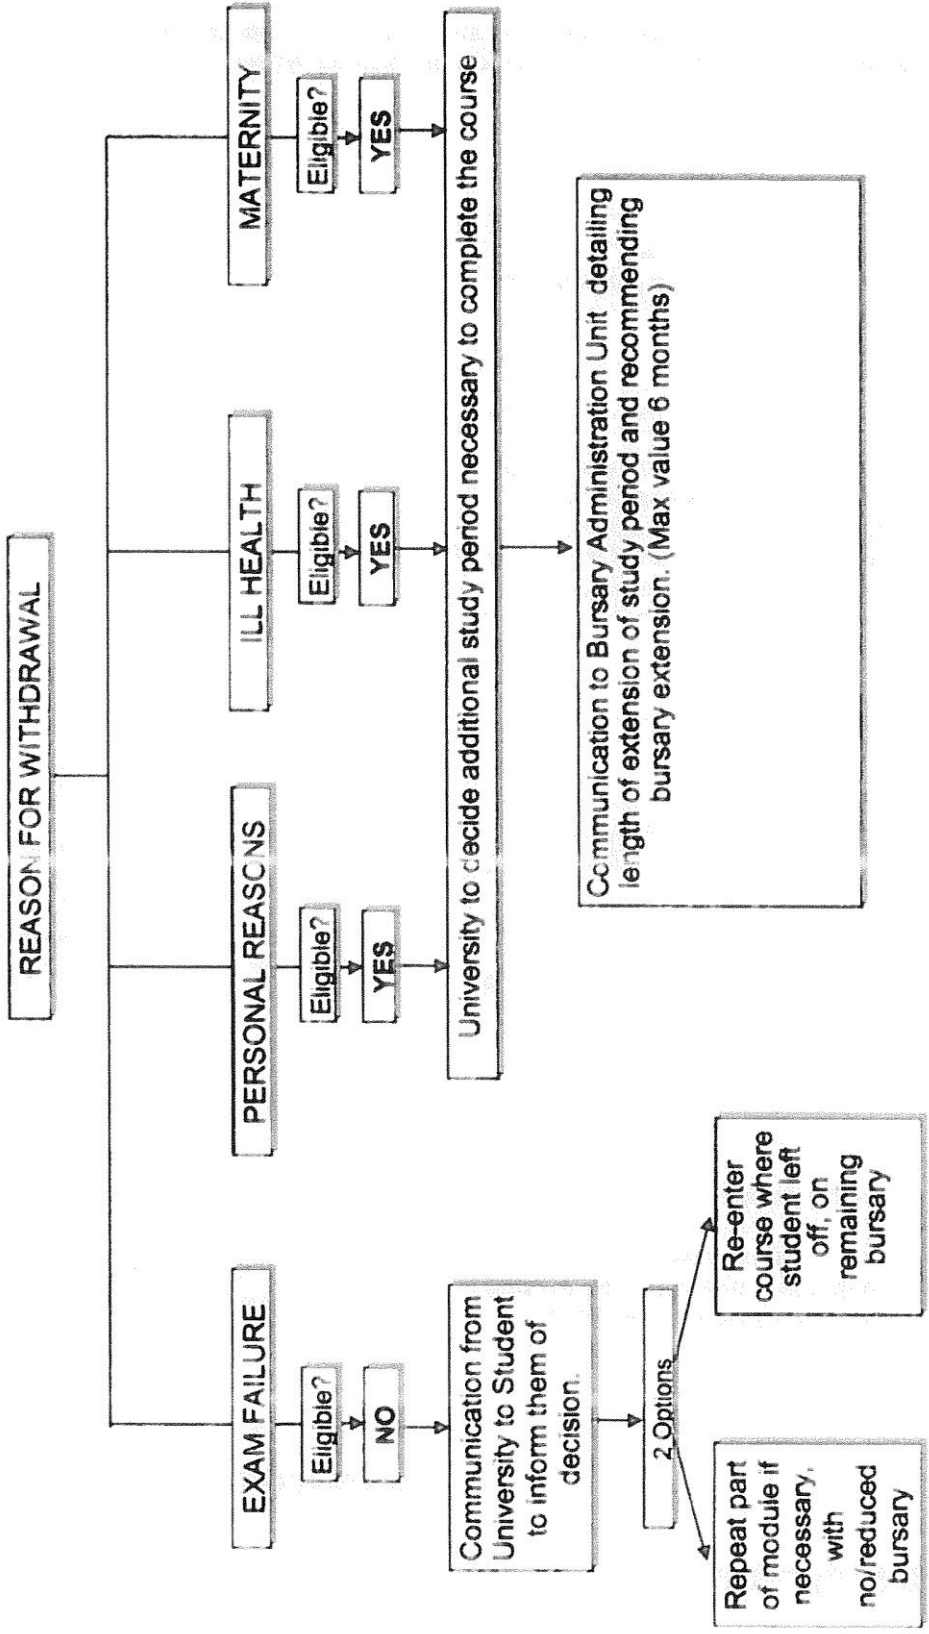 REASON FOR WITHDRAWAL
EXAM FAILURE
Eligible?
NO
Communication from
University to Student
to inform them of
decision.
2 Options
Repeat part
of module if
necessary,
with
no/reduced
bursary
Re-enter
course where
student left
off, on
remaining
bursary
PERSONAL REASONS
Eligible?
YES
ILL HEALTH
Eligible?
YES
MATERNITY
Eligible?
YES
University to decide additional study period necessary to complete the course
Communication to Bursary Administration Unit detailing
length of extension of study period and recommending
bursary extension. (Max value 6 months)